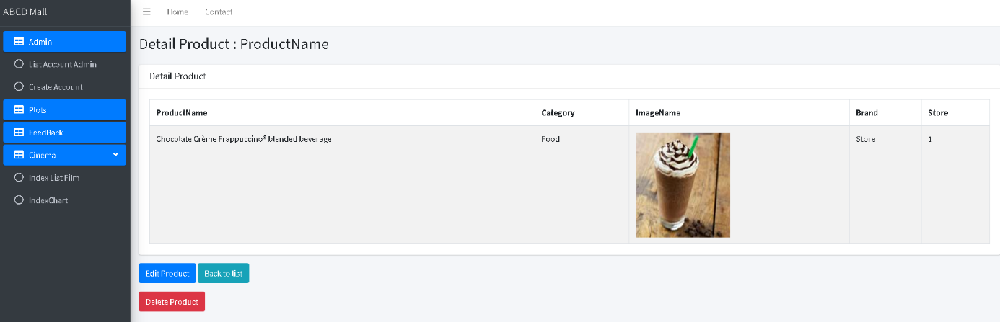 ABCD Mall
Home
Contact
Admin
List Account Admin
Create Account
Plots
FeedBack
Cinema
Index List Film
IndexChart
Detail Product : ProductName
Detail Product
ProductName Category ImageName Brand Store
Chocolate Crème Frappuccino® blended beverage Food Store 1
Edit Product
Back to list
Delete Product